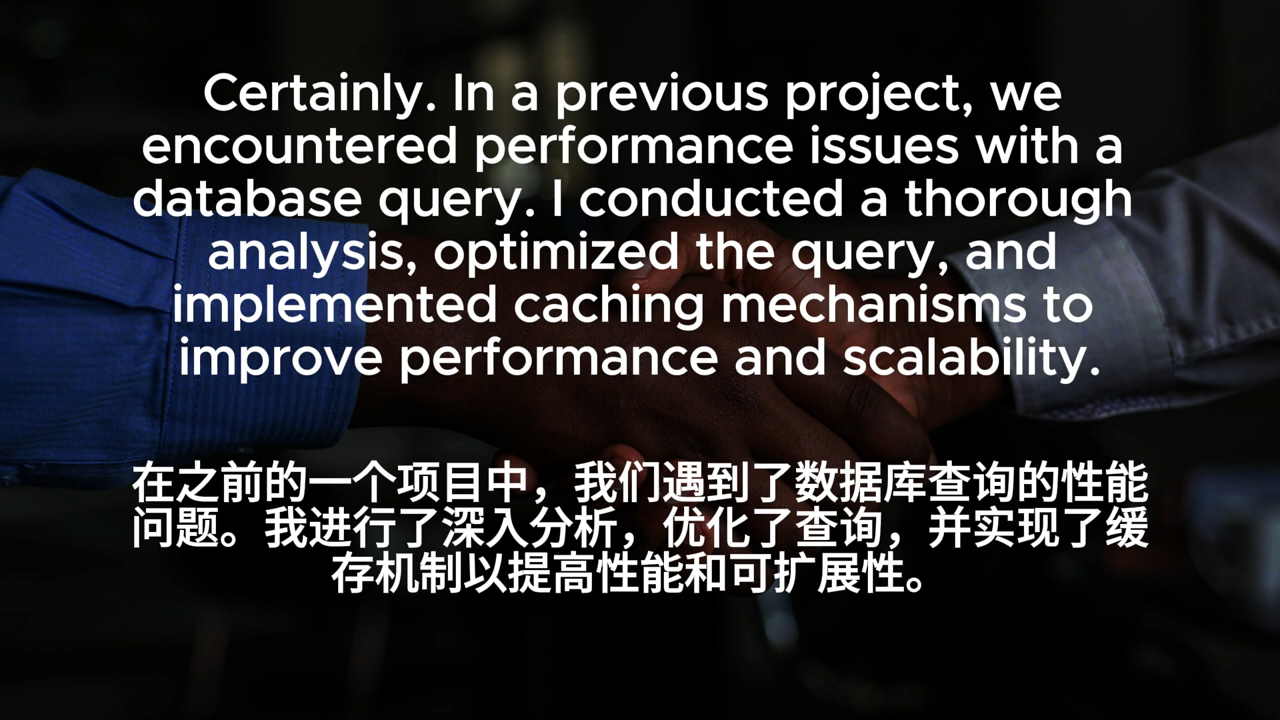 Certainly. In a previous project, we
encountered performance issues with a
database query. I conducted a thorough
analysis, optimized the query, and
implemented caching mechanisms to
improve performance and scalability.
在之前的一个项目中，我们遇到了数据库查询的性能
问题。我进行了深入分析，优化了查询，并实现了缓
存机制以提高性能和可扩展性。